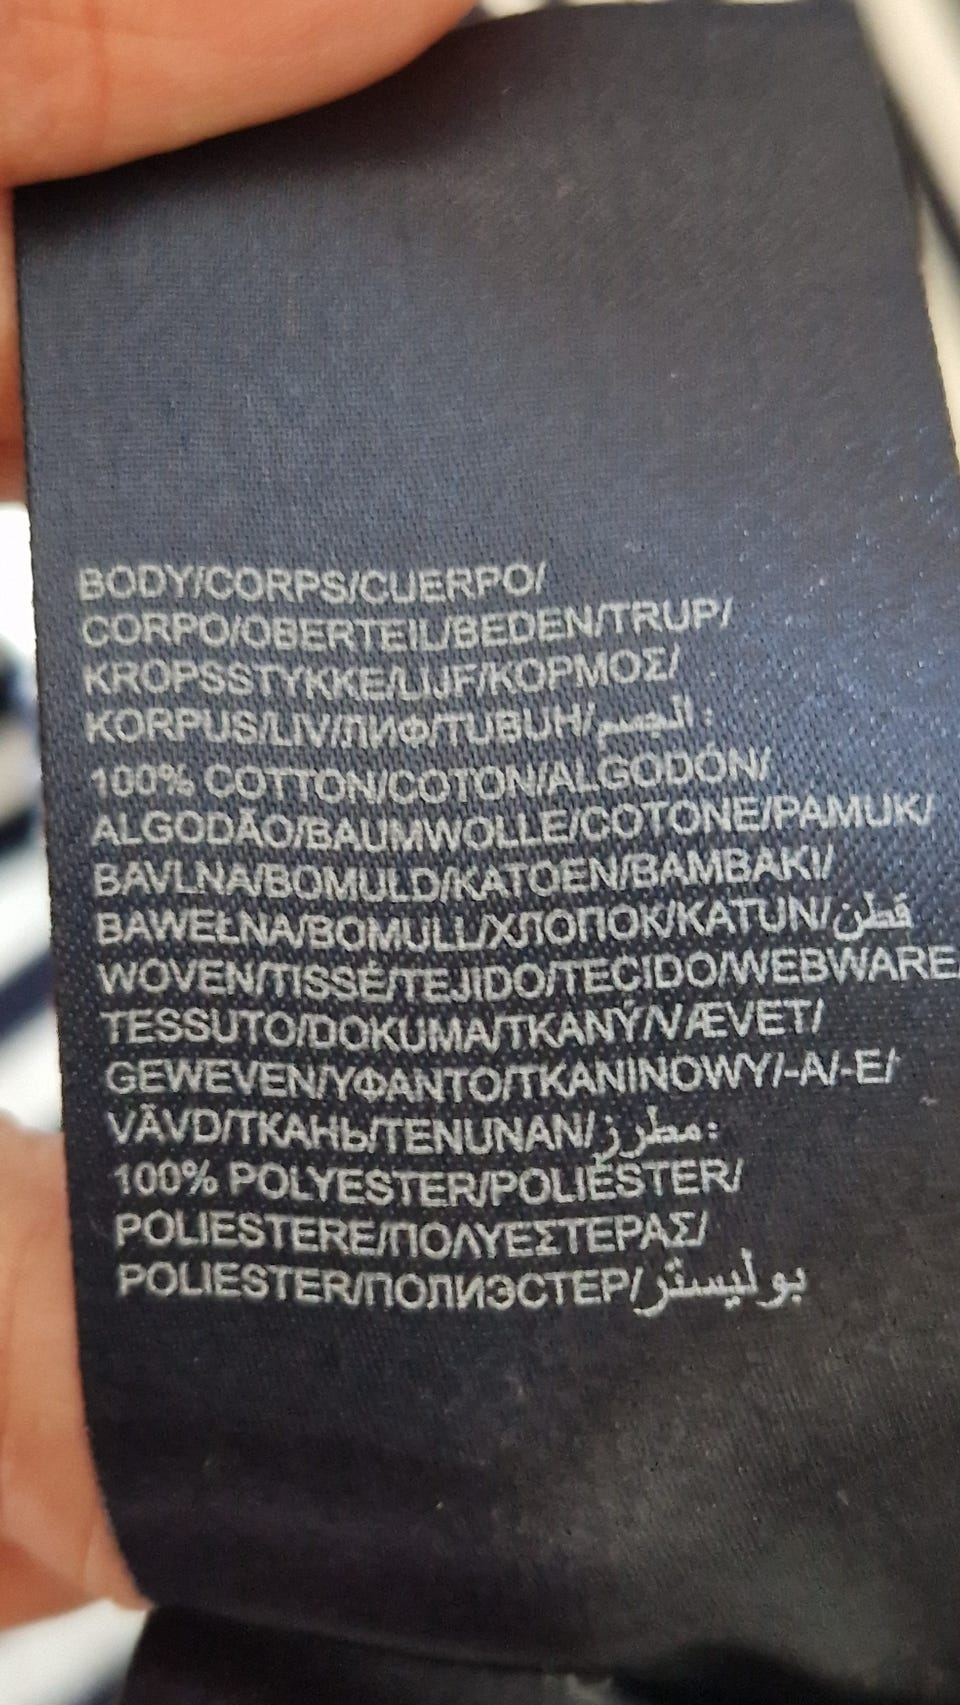 BODY/CORPS/CUERPO/
CORPO/OBERTEIL/BEDEN/TRUP/
KROPSSTYKKE/LIJF/ΚΟΡΜΟΣ/
KORPUS/LIV/ЛИФ/TUBUH/الجسم:
100% COTTON/COTON/ALGODÓN/
ALGODÃO/BAUMWOLLE/COTONE/PAMUK/
BAVLNA/BOMULD/KATOEN/BAMBAKI/
BAWEŁNA/BOMULL/ХЛОПОК/KATUN/قطن
WOVEN/TISSÉ/TEJIDO/TECIDO/WEBWARE/
TESSUTO/DOKUMA/TKANÝ/VÆVET/
GEWEVEN/ΥΦΑΝΤΟ/TKANINOWY/-A/-E/
VÄVD/ТКАНЬ/TENUNAN/مطرز:
100% POLYESTER/POLIÉSTER/
POLIESTERE/ΠΟΛΥΕΣΤΕΡΑΣ/
POLIESTER/ПОЛИЭСТЕР/بوليستر